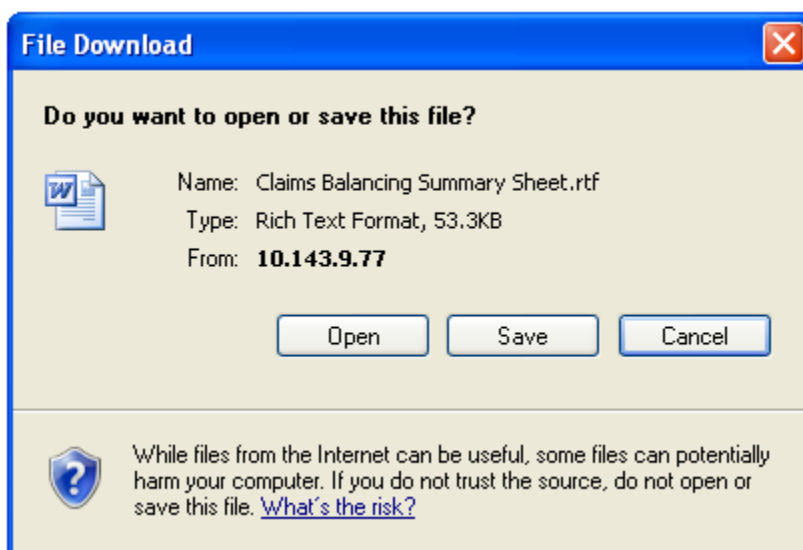 File Download
Do you want to open or save this file?
Name: Claims Balancing Summary Sheet.rtf
Type: Rich Text Format, 53.3KB
From: 10.143.9.77
Open Save Cancel
While files from the Internet can be useful, some files can potentially
harm your computer. If you do not trust the source, do not open or
save this file. What's the risk?